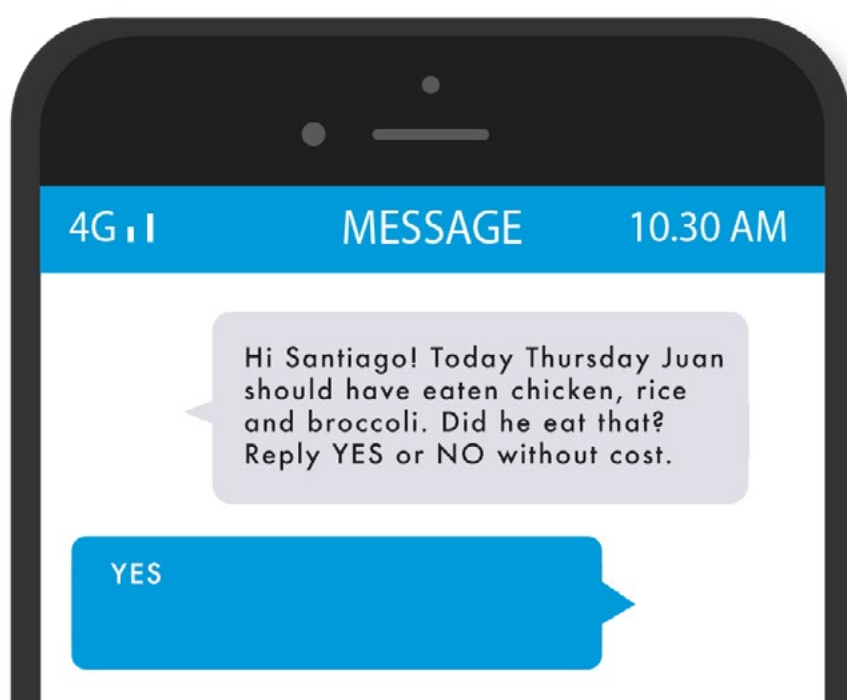 4G MESSAGE 10.30 AM
Hi Santiago! Today Thursday Juan
should have eaten chicken, rice
and broccoli. Did he eat that?
Reply YES or NO without cost.
YES